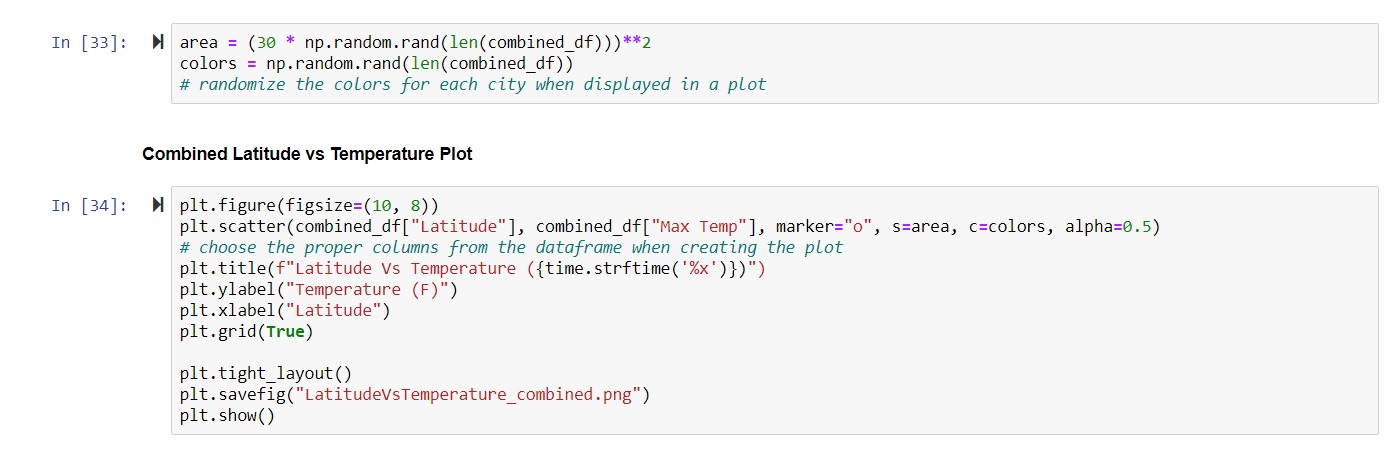 In [33]:
area = (30 * np.random.rand(len(combined_df)))**2
colors = np.random.rand(len(combined_df))
# randomize the colors for each city when displayed in a plot
Combined Latitude vs Temperature Plot
In [34]:
plt.figure(figsize=(10, 8))
plt.scatter(combined_df["Latitude"], combined_df["Max Temp"], marker="o", s=area, c=colors, alpha=0.5)
# choose the proper columns from the dataframe when creating the plot
plt.title(f"Latitude Vs Temperature ({time.strftime('%x')})")
plt.ylabel("Temperature (F)")
plt.xlabel("Latitude")
plt.grid(True)
plt.tight_layout()
plt.savefig("LatitudeVsTemperature_combined.png")
plt.show()